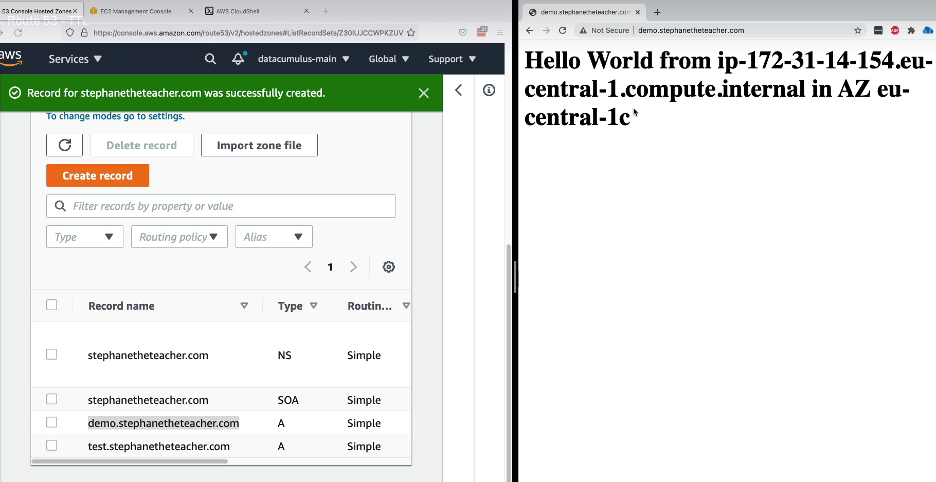 53 Console Hosted Zones
EC2 Management Console
AWS CloudShell
Route 53 - TTL
https://console.aws.amazon.com/route53/v2/hostedzones#ListRecordSets/Z30IUJCCWPKZUV
aws
Services
datacumulus-main
Global
Support
Record for stephanetheteacher.com was successfully created.
To change modes go to settings.
Delete record
Import zone file
Create record
Filter records by property or value
Type
Routing policy
Alias
1
Record name
Type
Routin...
stephanetheteacher.com
NS
Simple
stephanetheteacher.com
SOA
Simple
demo.stephanetheteacher.com
A
Simple
test.stephanetheteacher.com
A
Simple
demo.stephanetheteacher.com
Not Secure
demo.stephanetheteacher.com
Hello World from ip-172-31-14-154.eu-
central-1.compute.internal in AZ eu-
central-1c